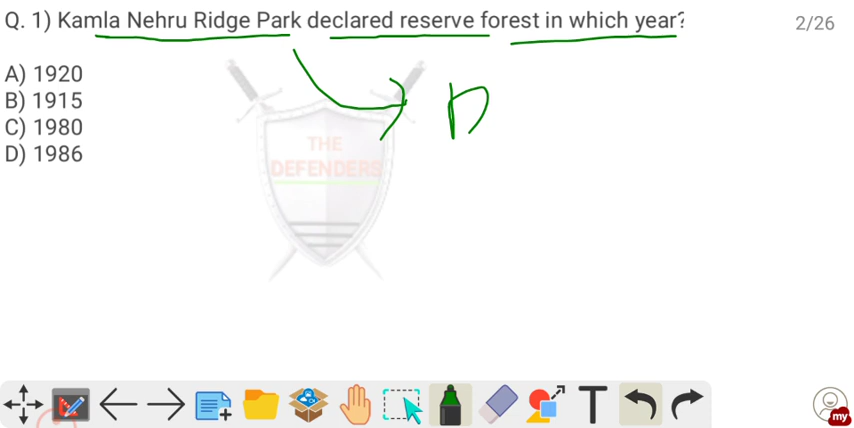 Q. 1) Kamla Nehru Ridge Park declared reserve forest in which year?
2/26
A) 1920
B) 1915
C) 1980
D) 1986
D
THE
DEFENDERS
T
my